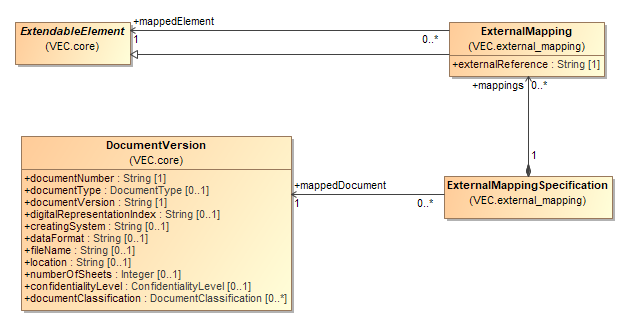 ExtendableElement
(VEC.core)
+mappedElement
1
0..*
ExternalMapping
(VEC.external_mapping)
+externalReference : String [1]
+mappings
0..*
1
DocumentVersion
(VEC.core)
+documentNumber : String [1]
+documentType : DocumentType [0..1]
+documentVersion : String [1]
+digitalRepresentationIndex : String [0..1]
+creatingSystem : String [0..1]
+dataFormat : String [0..1]
+fileName : String [0..1]
+location : String [0..1]
+numberOfSheets : Integer [0..1]
+confidentialityLevel : ConfidentialityLevel [0..1]
+documentClassification : DocumentClassification [0..*]
+mappedDocument
1
0..*
ExternalMappingSpecification
(VEC.external_mapping)